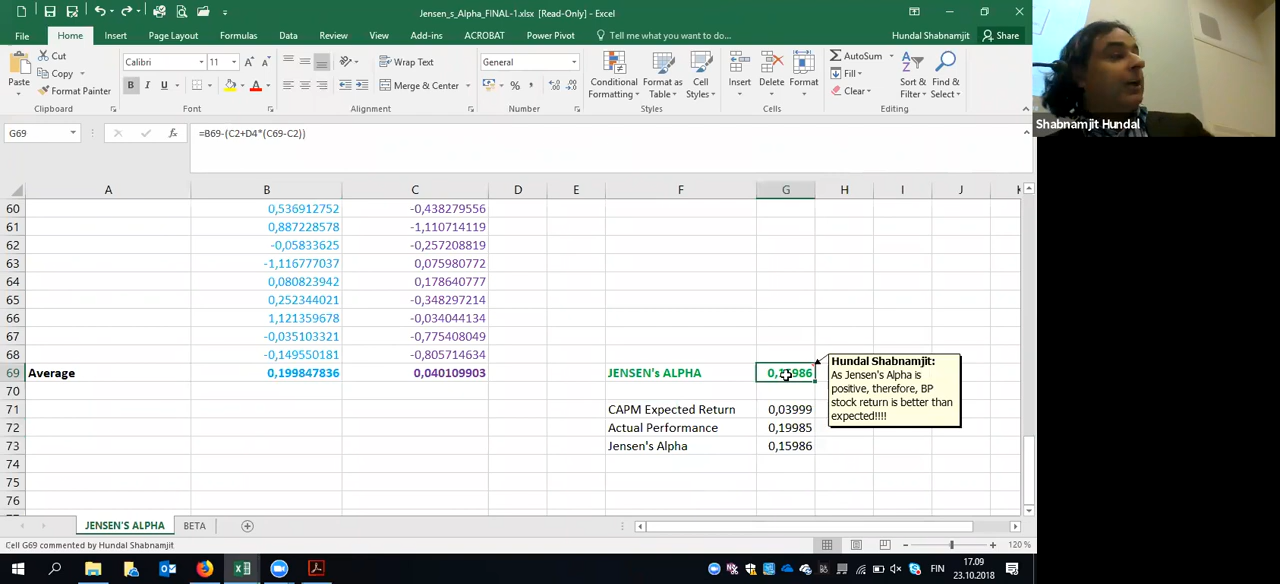 Jensen_s_Alpha_FINAL-1.xlsx [Read-Only] - Excel
File Home Insert Page Layout Formulas Data Review View Add-ins ACROBAT Power Pivot Tell me what you want to do... Hundal Shabnamjit Share
Paste
Cut
Copy
Format Painter
Clipboard
Calibri 11
B I U
Font
Wrap Text
Merge & Center
Alignment
General
%
Number
Conditional Formatting
Format as Table
Cell Styles
Styles
Insert Delete Format
Cells
AutoSum
Fill
Clear
Sort & Filter
Find & Select
Editing
G69 fx =B69-(C2+D4*(C69-C2))
A B C D E F G H I J K
60 0,536912752 -0,438279556
61 0,887228578 -1,110714119
62 -0,05833625 -0,257208819
63 -1,116777037 0,075980772
64 0,080823942 0,178640777
65 0,252344021 -0,348297214
66 1,121359678 -0,034044134
67 -0,035103321 -0,775408049
68 -0,149550181 -0,805714634
69 Average 0,199847836 0,040109903 JENSEN's ALPHA
70
71 CAPM Expected Return 0,03999
72 Actual Performance 0,19985
73 Jensen's Alpha 0,15986
74
75
76
Hundal Shabnamjit:
As Jensen's Alpha is
positive, therefore, BP
stock return is better than
expected!!!!
JENSEN'S ALPHA BETA
Cell G69 commented by Hundal Shabnamjit
120 %
FIN
17.09
23.10.2018
Shabnamjit Hundal